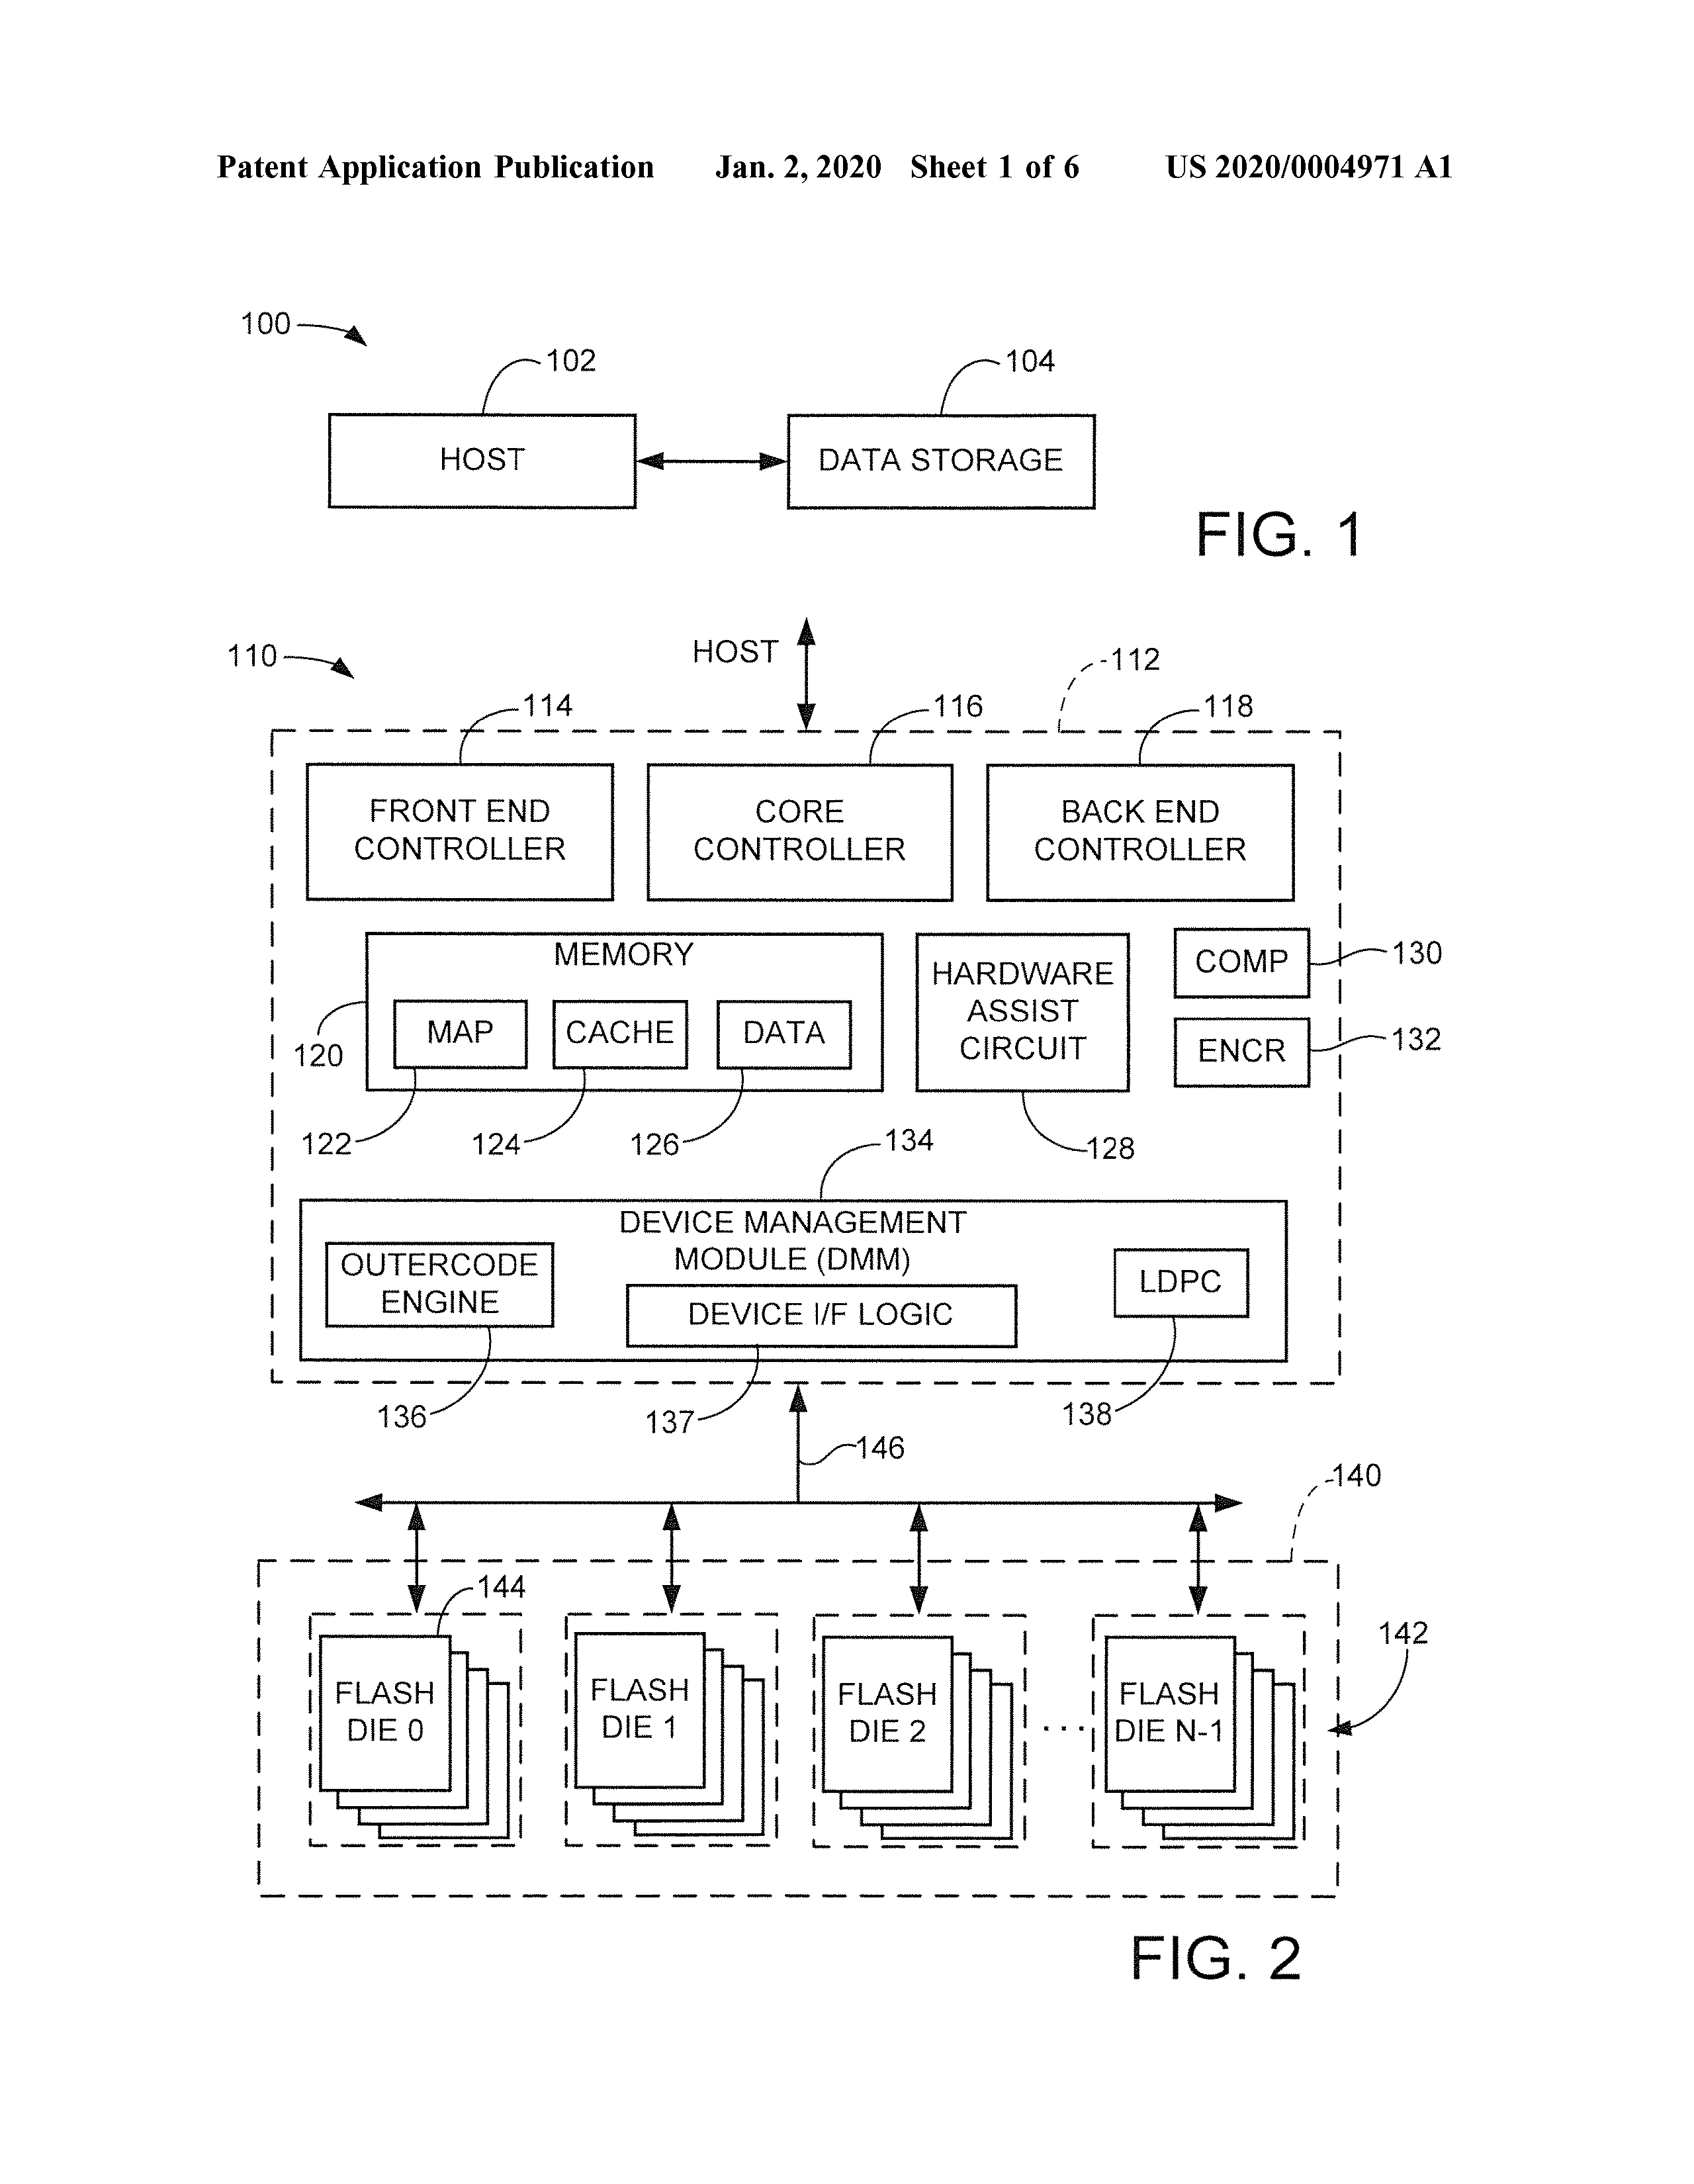 Patent Application Publication Jan. 2, 2020 Sheet 1 of 6 US 2020/0004971 A1
100
102
104
HOST
DATA STORAGE
FIG. 1
110
HOST
112
114
116
118
FRONT END
CONTROLLER
CORE
CONTROLLER
BACK END
CONTROLLER
MEMORY
MAP
CACHE
DATA
120
122
124
126
HARDWARE
ASSIST
CIRCUIT
128
COMP
130
ENCR
132
134
DEVICE MANAGEMENT
MODULE (DMM)
OUTERCODE
ENGINE
DEVICE I/F LOGIC
LDPC
136
137
138
146
140
144
FLASH
DIE 0
FLASH
DIE 1
FLASH
DIE 2
. . .
FLASH
DIE N-1
142
FIG. 2